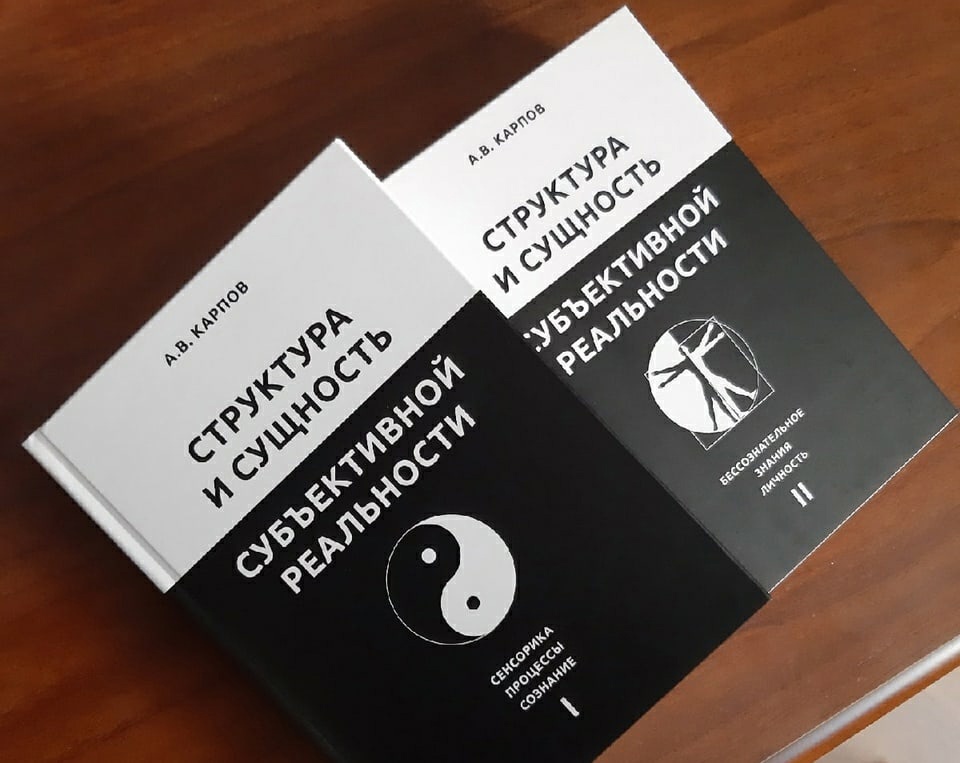 А.В. КАРПОВ
СТРУКТУРА
И СУЩНОСТЬ
СУБЪЕКТИВНОЙ
РЕАЛЬНОСТИ
СЕНСОРИКА
ПРОЦЕССЫ
СОЗНАНИЕ
I
А.В. КАРПОВ
СТРУКТУРА
И СУЩНОСТЬ
СУБЪЕКТИВНОЙ
РЕАЛЬНОСТИ
БЕССОЗНАТЕЛЬНОЕ
ЗНАНИЯ
ЛИЧНОСТЬ
II